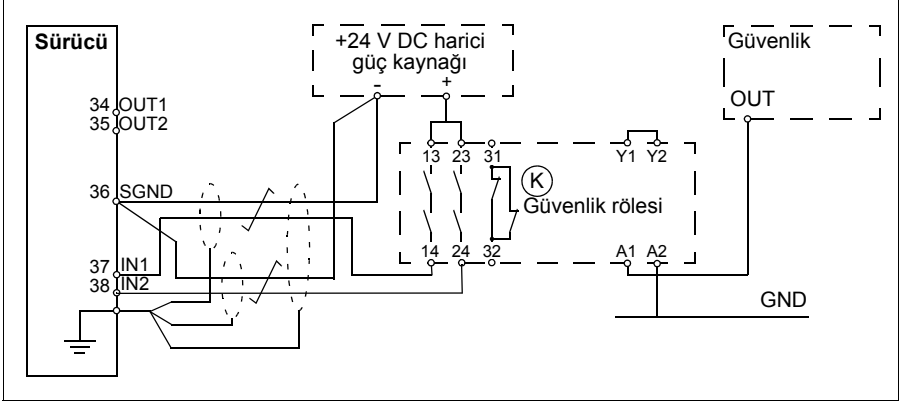 Sürücü
+24 V DC harici
güç kaynağı
- +
Güvenlik
OUT
34 OUT1
35 OUT2
13 23 31
Y1 Y2
K
36 SGND
Güvenlik rölesi
14 24 32
A1 A2
37 IN1
38 IN2
GND